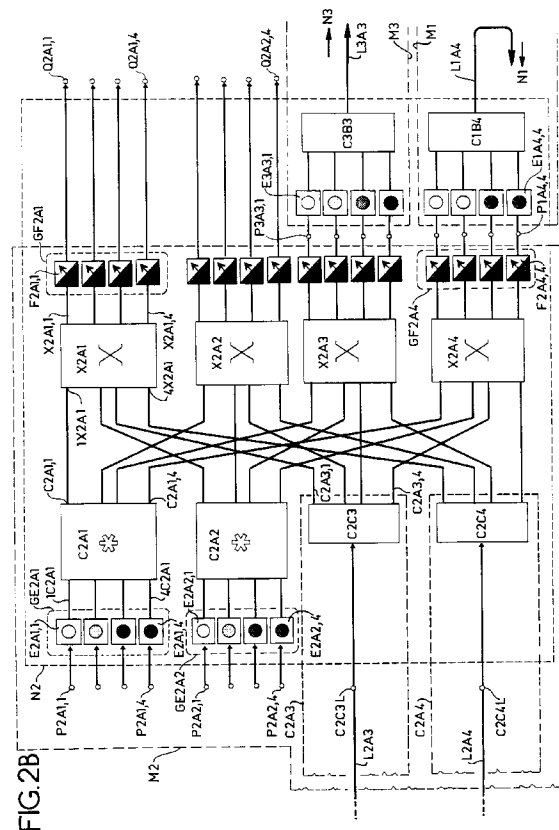 FIG.2B
N2
M2
P2A1,1
P2A1,4
E2A1,1
E2A1,4
GE2A1
1C2A1
4C2A1
C2A1
C2A1,1
C2A1,4
P2A2,1
P2A2,4
GE2A2
E2A2,1
E2A2,4
C2A2
C2A3
C2C3L
L2A3
C2C3
C2A3,1
C2A3,4
C2A4
C2C4L
L2A4
C2C4
1X2A1
4X2A1
X2A1
X2A1,1
X2A1,4
X2A2
X2A3
X2A4
F2A1,1
GF2A1
GF2A4
F2A4,4
Q2A1,1
Q2A1,4
Q2A2,4
P3A3,1
E3A3,1
C3B3
L3A3
N3
M3
M1
L1A4
N1
C1B4
E1A4,4
P1A4,4